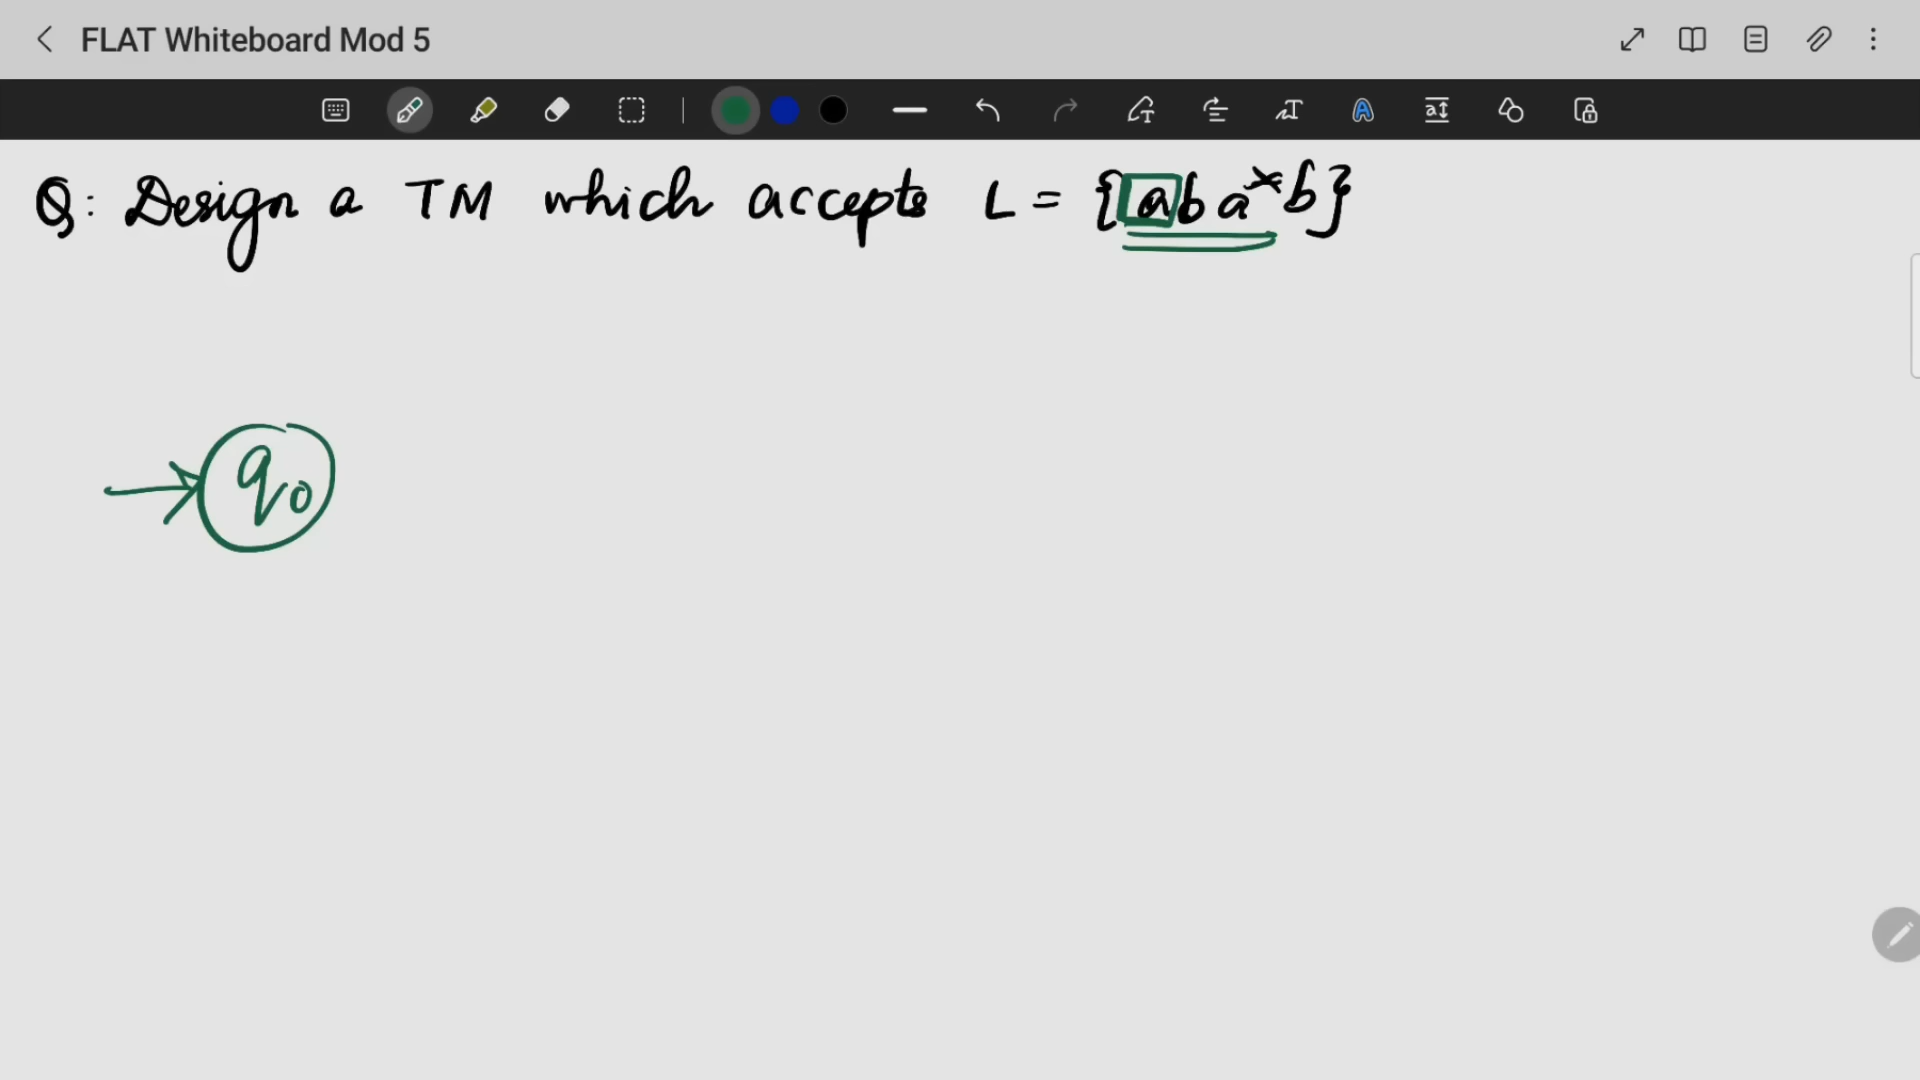 FLAT Whiteboard Mod 5
Q: Design a TM which accepts L = {aba*b}
q0